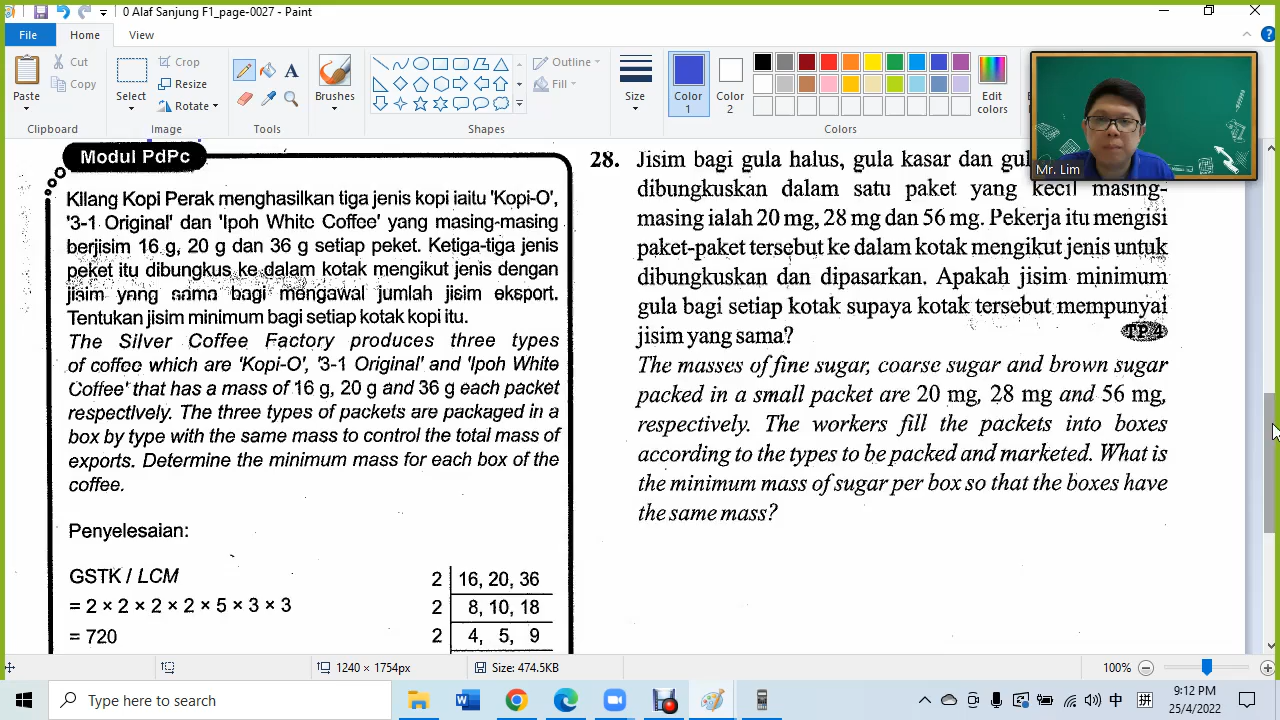 0 Alaf Sanjung F1_page-0027 - Paint
File Home View
Paste
Cut
Copy
Clipboard
Select
Crop
Resize
Rotate
Image
A
Tools
Brushes
Shapes
Outline
Fill
Size
Color 1
Color 2
Colors
Edit colors
Mr. Lim
Modul PdPc
KIlang Kopi Perak menghasilkan tiga jenis kopi iaitu 'Kopi-O',
'3-1 Original' dan 'Ipoh White Coffee' yang masing-masing
berjisim 16 g, 20 g dan 36 g setiap peket. Ketiga-tiga jenis
peket itu dibungkus ke dalam kotak mengikut jenis dengan
jisim yang sama bagi mengawal jumlah jisim eksport.
Tentukan jisim minimum bagi setiap kotak kopi itu.
The Silver Coffee Factory produces three types
of coffee which are 'Kopi-O', '3-1 Original' and 'Ipoh White
Coffee' that has a mass of 16 g, 20 g and 36 g each packet
respectively. The three types of packets are packaged in a
box by type with the same mass to control the total mass of
exports. Determine the minimum mass for each box of the
coffee.
Penyelesaian:
GSTK / LCM
= 2 × 2 × 2 × 2 × 5 × 3 × 3
= 720
2 16, 20, 36
2 8, 10, 18
2 4, 5, 9
28. Jisim bagi gula halus, gula kasar dan
dibungkuskan dalam satu paket yang kecil masing-
masing ialah 20 mg, 28 mg dan 56 mg. Pekerja itu mengisi
paket-paket tersebut ke dalam kotak mengikut jenis untuk
dibungkuskan dan dipasarkan. Apakah jisim minimum
gula bagi setiap kotak supaya kotak tersebut mempunyai
jisim yang sama? TP 4
The masses of fine sugar, coarse sugar and brown sugar
packed in a small packet are 20 mg, 28 mg and 56 mg,
respectively. The workers fill the packets into boxes
according to the types to be packed and marketed. What is
the minimum mass of sugar per box so that the boxes have
the same mass?
1240 × 1754px
Size: 474.5KB
100%
Type here to search
中
拼
9:12 PM
25/4/2022